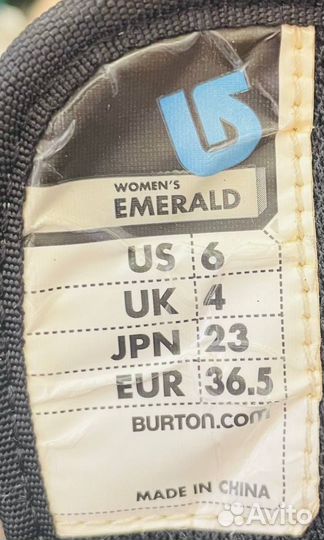 WOMEN'S
EMERALD
US 6
UK 4
JPN 23
EUR 36.5
BURTON.COM
MADE IN CHINA
Avito